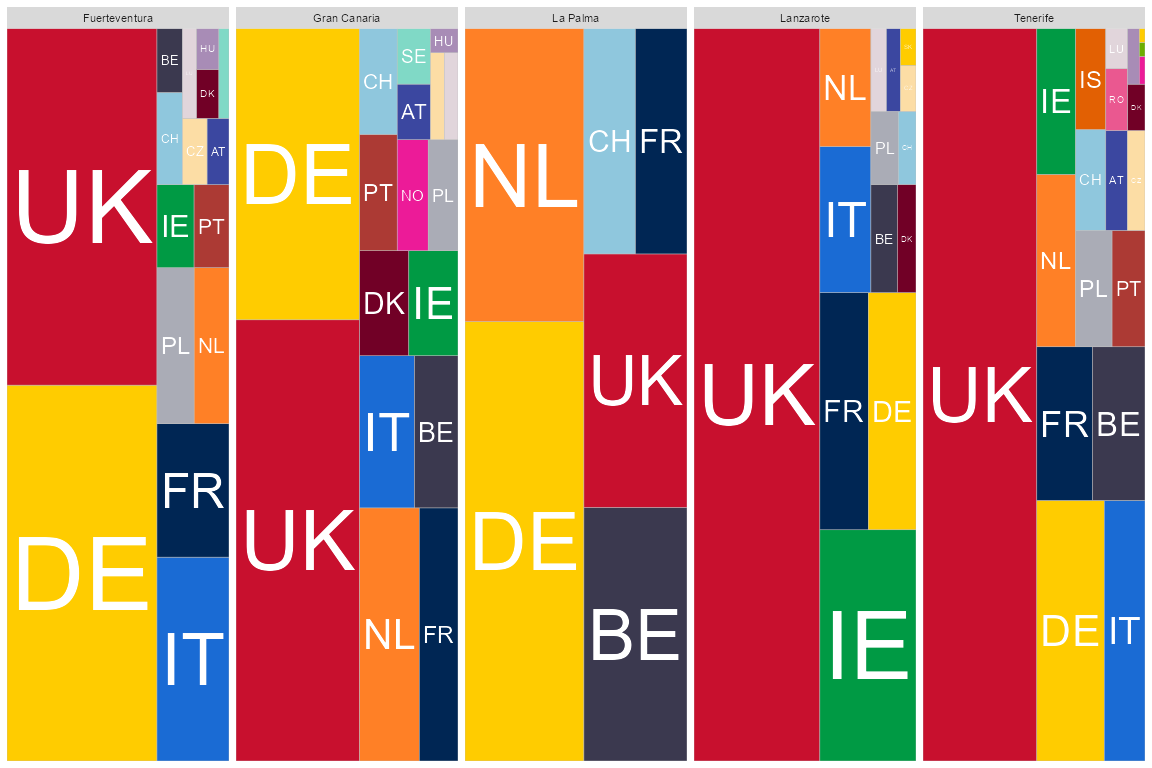 Fuerteventura
UK
BE
HU
DK
CH
CZ
AT
IE
PT
PL
NL
FR
DE
IT
Gran Canaria
DE
CH
SE
HU
AT
PT
NO
PL
DK
IE
IT
BE
UK
NL
FR
La Palma
NL
CH
FR
UK
DE
BE
Lanzarote
UK
NL
AT
PL
CH
IT
BE
DK
FR
DE
IE
Tenerife
UK
IE
IS
LU
RO
DK
CH
AT
CZ
NL
PL
PT
FR
BE
DE
IT